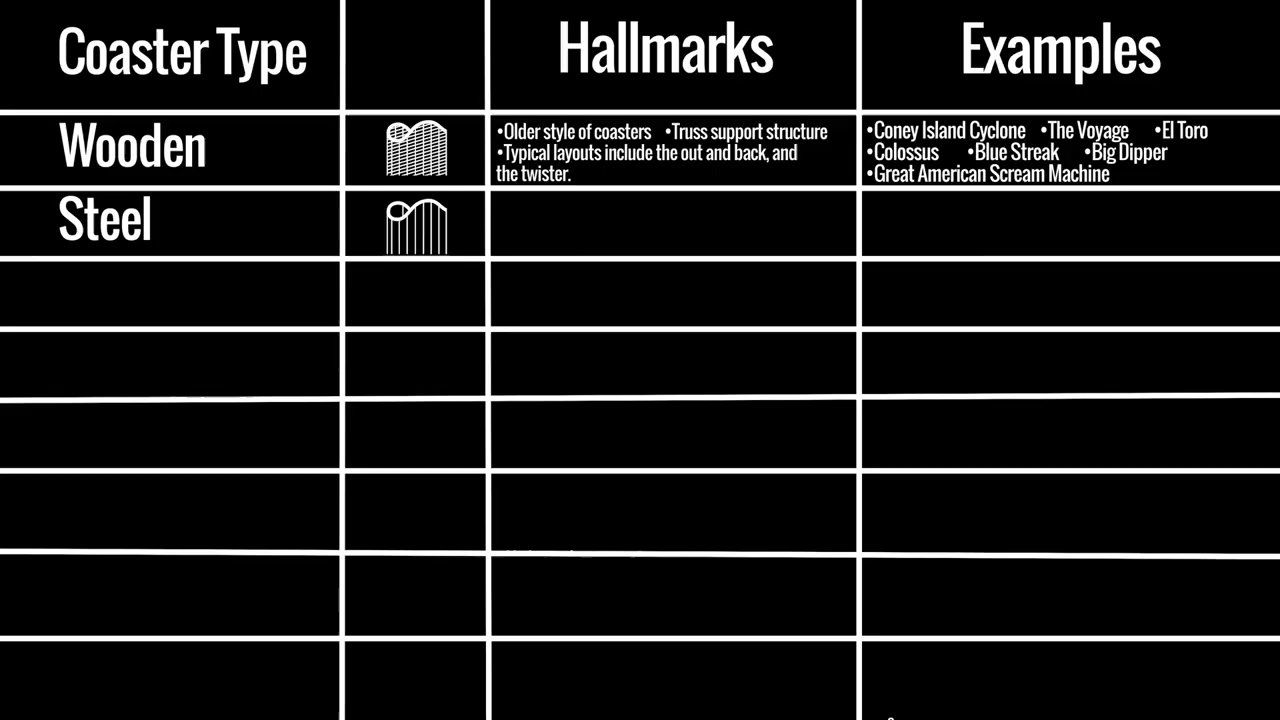 Coaster Type Hallmarks Examples
Wooden
•Older style of coasters •Truss support structure
•Typical layouts include the out and back, and
the twister.
•Coney Island Cyclone •The Voyage •El Toro
•Colossus •Blue Streak •Big Dipper
•Great American Scream Machine
Steel